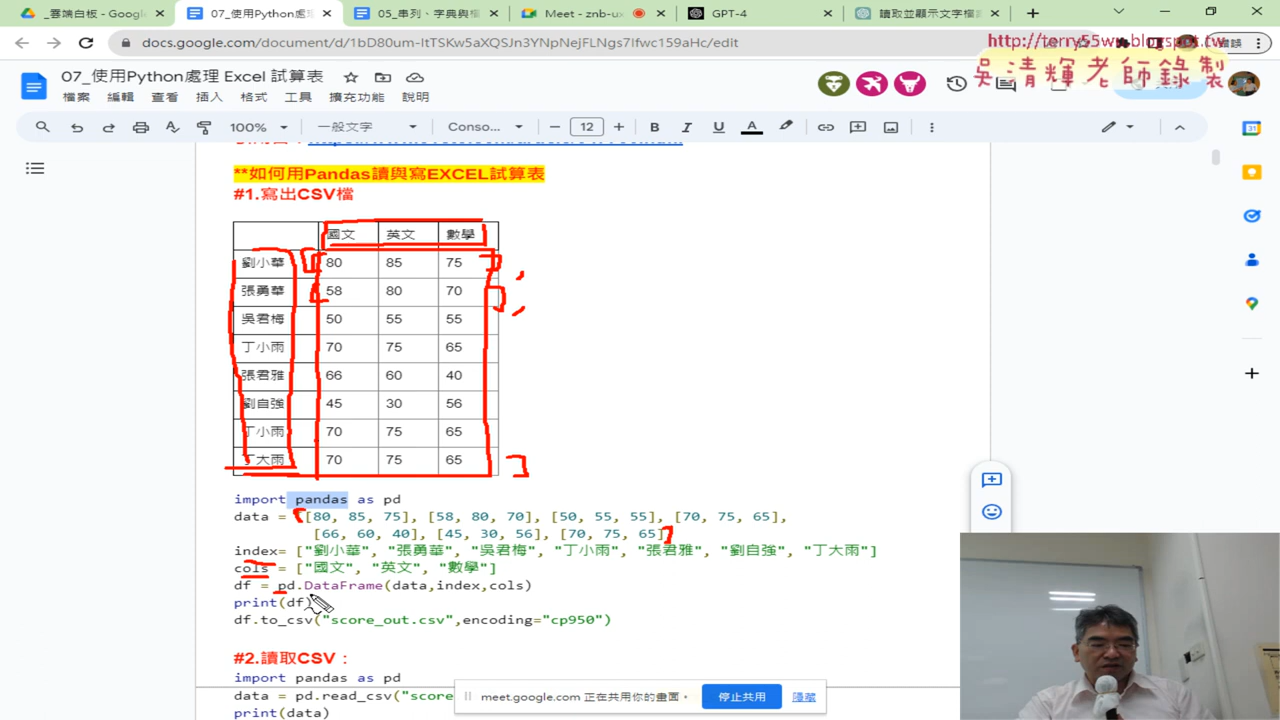 _雲端白板 - Google
07_使用Python處理
05_串列、字典與檔
Meet - znb-ux
GPT-4
讀取並顯示文字檔
docs.google.com/document/d/1bD80um-ItTSKw5aXQSJn3YNpNejFLNgs7Ifwc159aHc/edit
http://terry55wu.blogspot.tw
吳清輝老師錄製
07_使用Python處理 Excel 試算表
檔案 編輯 查看 插入 格式 工具 擴充功能 說明
100% 一般文字 Conso... 12 B I U A
**如何用Pandas讀與寫EXCEL試算表
#1.寫出CSV檔
國文 英文 數學
劉小華 80 85 75
張勇華 58 80 70
吳君梅 50 55 55
丁小雨 70 75 65
張君雅 66 60 40
劉自強 45 30 56
丁小雨 70 75 65
丁大雨 70 75 65
import pandas as pd
data = [[80, 85, 75], [58, 80, 70], [50, 55, 55], [70, 75, 65],
[66, 60, 40], [45, 30, 56], [70, 75, 65]]
index= ["劉小華", "張勇華", "吳君梅", "丁小雨", "張君雅", "劉自強", "丁大雨"]
cols = ["國文", "英文", "數學"]
df = pd.DataFrame(data,index,cols)
print(df)
df.to_csv("score_out.csv",encoding="cp950")
#2.讀取CSV：
import pandas as pd
data = pd.read_csv("score
print(data)
meet.google.com 正在共用你的畫面。
停止共用
隱藏